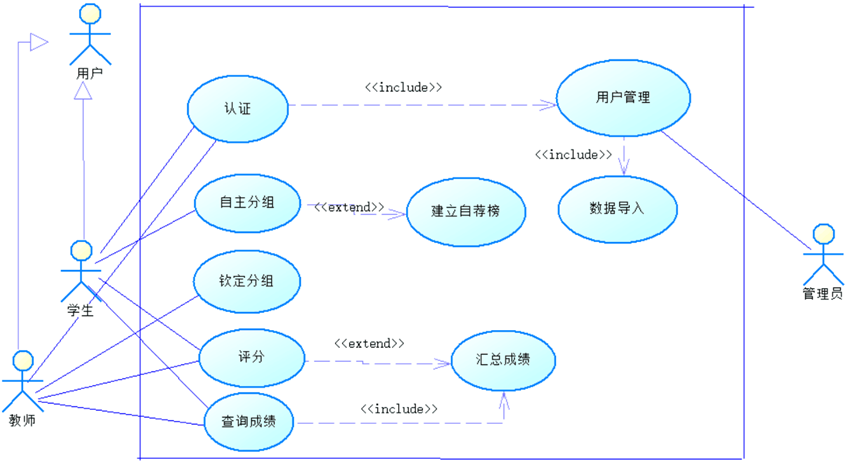 用户
<<include>>
认证
用户管理
<<include>>
自主分组
<<extend>>
建立自荐榜
数据导入
钦定分组
管理员
学生
<<extend>>
评分
汇总成绩
<<include>>
教师
查询成绩